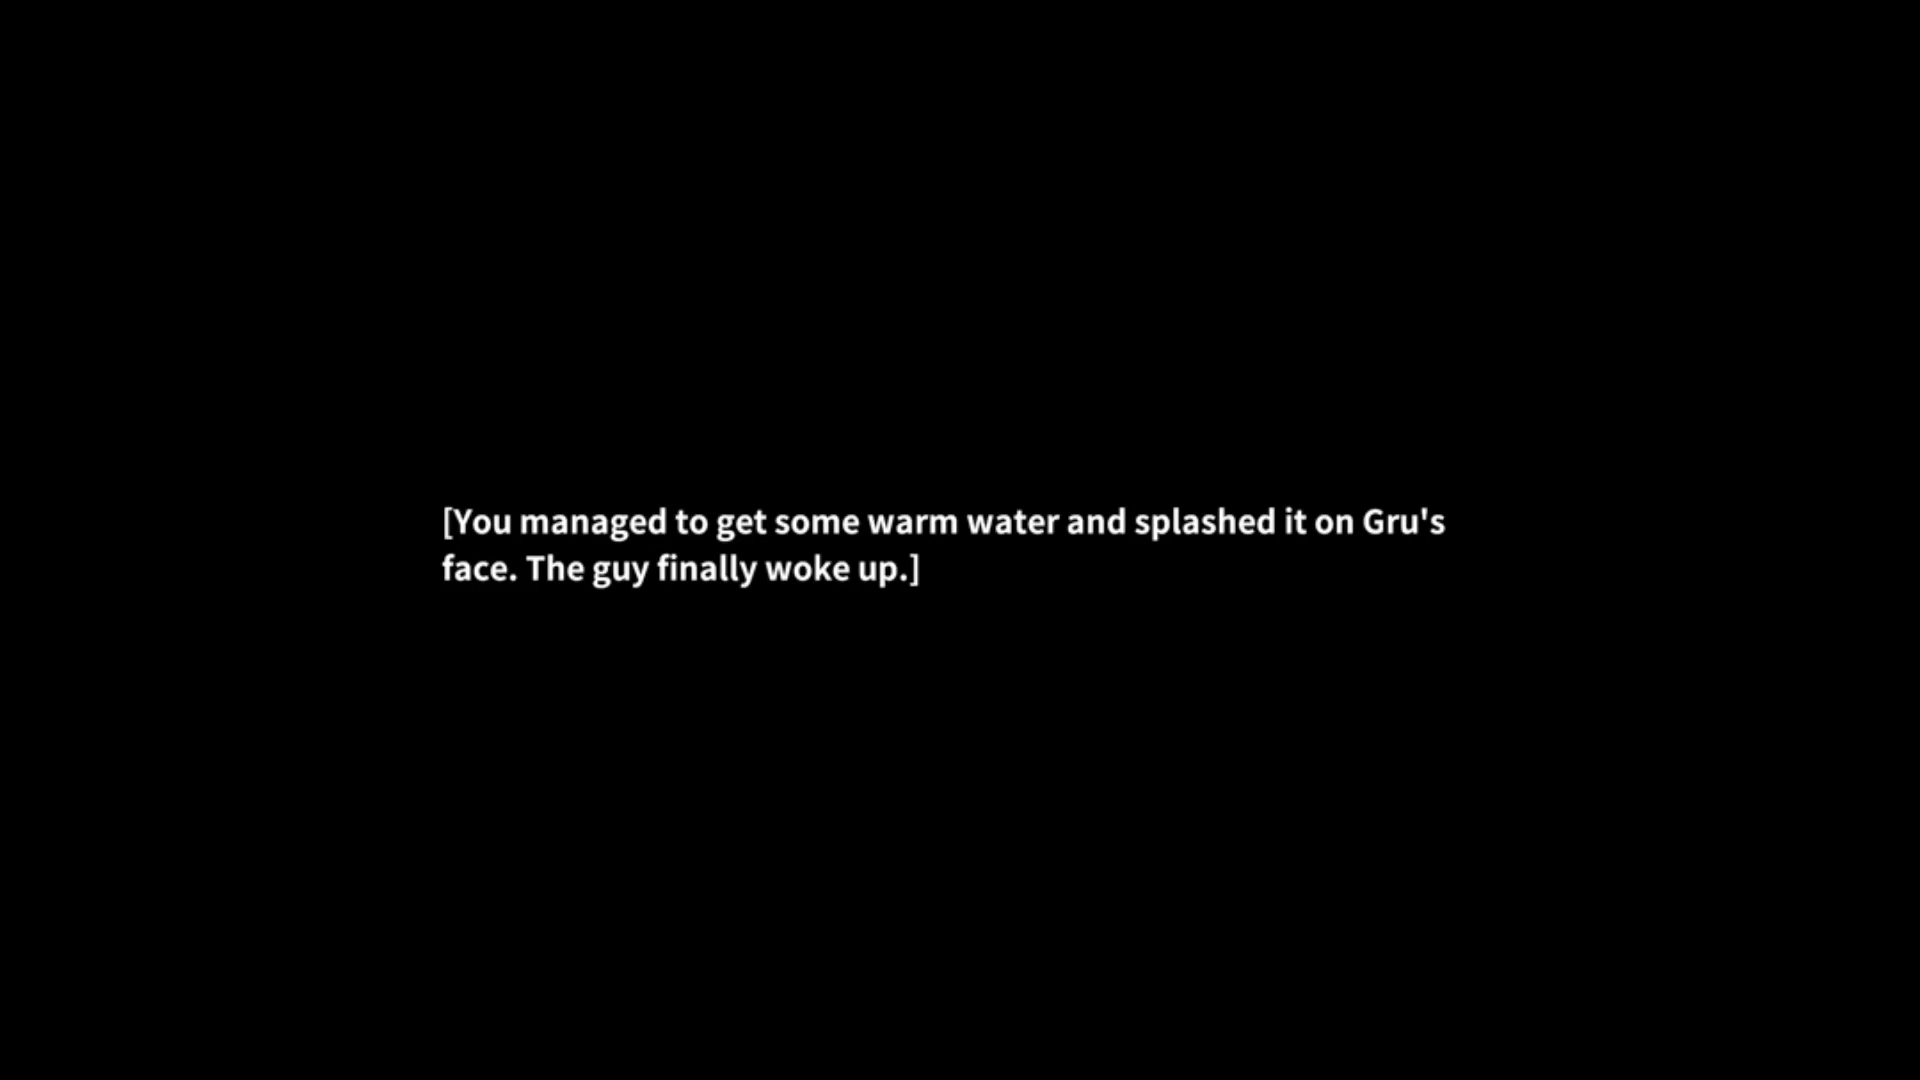 [You managed to get some warm water and splashed it on Gru's
face. The guy finally woke up.]